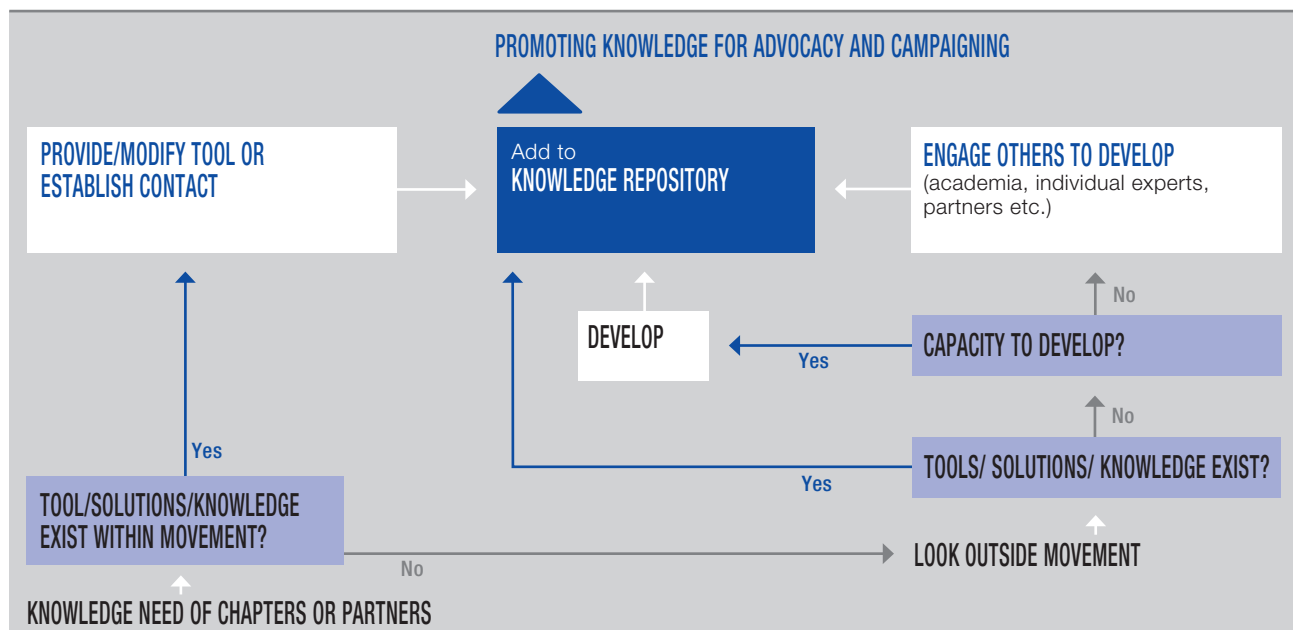 PROMOTING KNOWLEDGE FOR ADVOCACY AND CAMPAIGNING
PROVIDE/MODIFY TOOL OR
ESTABLISH CONTACT
Add to
KNOWLEDGE REPOSITORY
ENGAGE OTHERS TO DEVELOP
(academia, individual experts,
partners etc.)
No
DEVELOP
Yes
CAPACITY TO DEVELOP?
No
Yes
TOOL/SOLUTIONS/KNOWLEDGE
EXIST WITHIN MOVEMENT?
Yes
TOOLS/ SOLUTIONS/ KNOWLEDGE EXIST?
No
LOOK OUTSIDE MOVEMENT
KNOWLEDGE NEED OF CHAPTERS OR PARTNERS